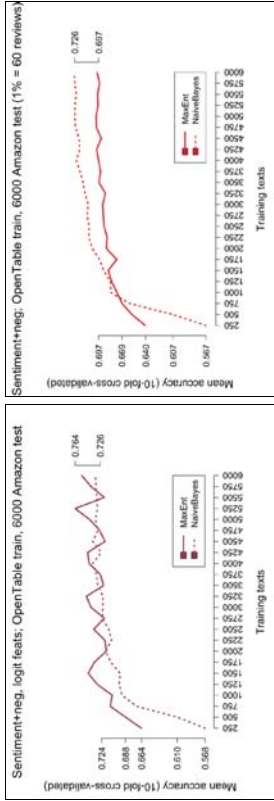 Sentiment+neg, logit feats; OpenTable train, 6000 Amazon test
Mean accuracy (10-fold cross-validated)
0.764
0.726
0.724
0.688
0.664
0.610
0.568
MaxEnt
NaiveBayes
250 500 750 1000 1250 1500 1750 2000 2250 2500 2750 3000 3250 3500 3750 4000 4250 4500 4750 5000 5250 5500 5750 6000
Training texts
Sentiment+neg; OpenTable train, 6000 Amazon test (1% = 60 reviews)
Mean accuracy (10-fold cross-validated)
0.726
0.697
0.697
0.669
0.640
0.607
0.567
MaxEnt
NaiveBayes
250 500 750 1000 1250 1500 1750 2000 2250 2500 2750 3000 3250 3500 3750 4000 4250 4500 4750 5000 5250 5500 5750 6000
Training texts